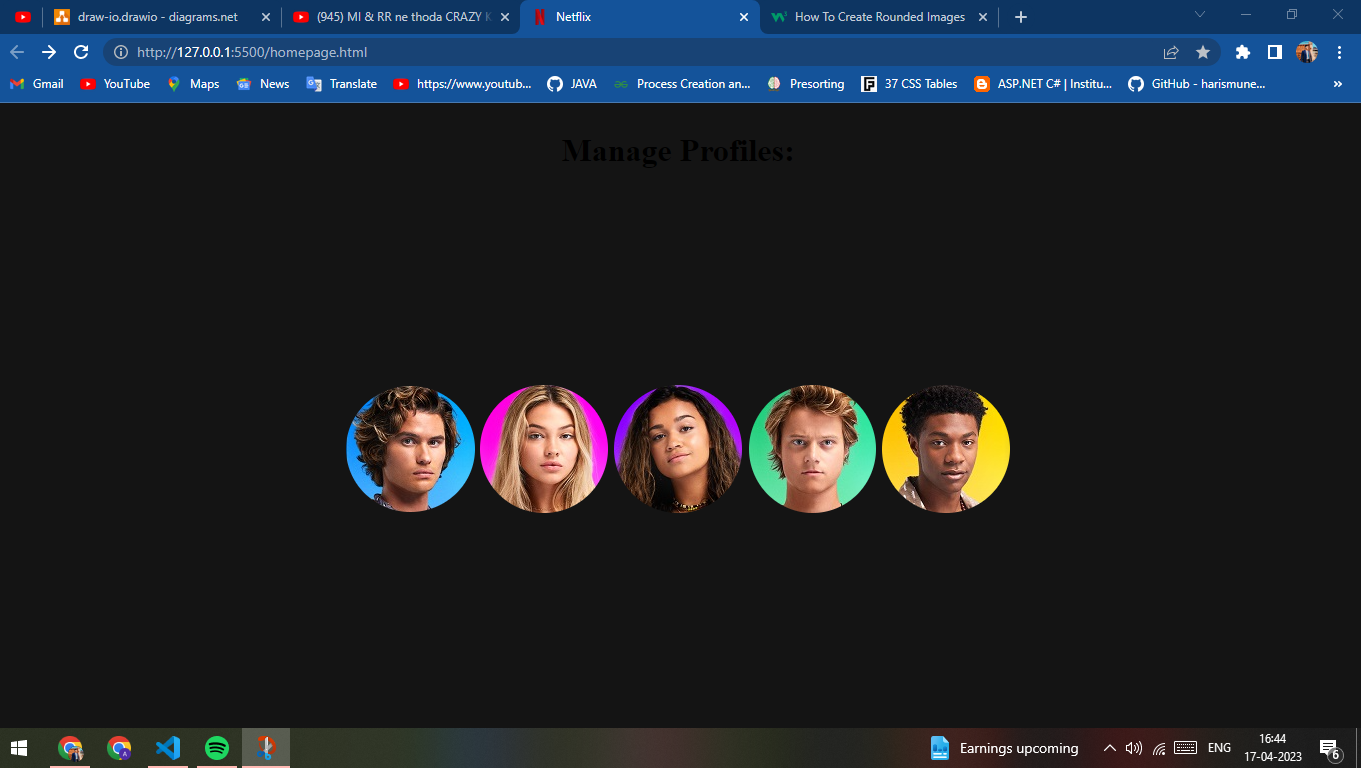 draw-io.drawio - diagrams.net
(945) MI & RR ne thoda CRAZY K
Netflix
How To Create Rounded Images
http://127.0.0.1:5500/homepage.html
Gmail
YouTube
Maps
News
Translate
https://www.youtub...
JAVA
Process Creation an...
Presorting
37 CSS Tables
ASP.NET C# | Institu...
GitHub - harismune...
»
Manage Profiles:
Earnings upcoming
ENG
16:44
17-04-2023
6